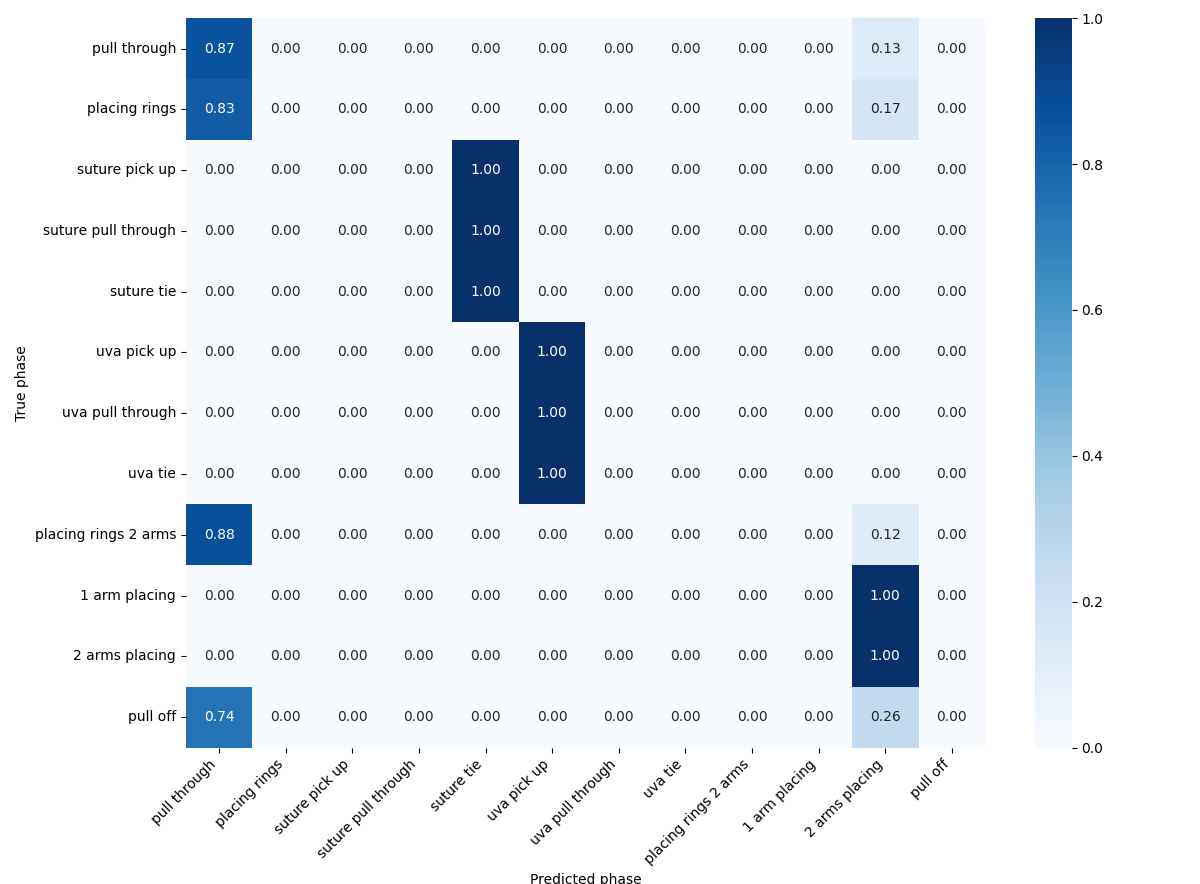 pull through 0.87 0.00 0.00 0.00 0.00 0.00 0.00 0.00 0.00 0.00 0.13 0.00
placing rings 0.83 0.00 0.00 0.00 0.00 0.00 0.00 0.00 0.00 0.00 0.17 0.00
suture pick up 0.00 0.00 0.00 0.00 1.00 0.00 0.00 0.00 0.00 0.00 0.00 0.00
suture pull through 0.00 0.00 0.00 0.00 1.00 0.00 0.00 0.00 0.00 0.00 0.00 0.00
suture tie 0.00 0.00 0.00 0.00 1.00 0.00 0.00 0.00 0.00 0.00 0.00 0.00
uva pick up 0.00 0.00 0.00 0.00 0.00 1.00 0.00 0.00 0.00 0.00 0.00 0.00
uva pull through 0.00 0.00 0.00 0.00 0.00 1.00 0.00 0.00 0.00 0.00 0.00 0.00
uva tie 0.00 0.00 0.00 0.00 0.00 1.00 0.00 0.00 0.00 0.00 0.00 0.00
placing rings 2 arms 0.88 0.00 0.00 0.00 0.00 0.00 0.00 0.00 0.00 0.00 0.12 0.00
1 arm placing 0.00 0.00 0.00 0.00 0.00 0.00 0.00 0.00 0.00 0.00 1.00 0.00
2 arms placing 0.00 0.00 0.00 0.00 0.00 0.00 0.00 0.00 0.00 0.00 1.00 0.00
pull off 0.74 0.00 0.00 0.00 0.00 0.00 0.00 0.00 0.00 0.00 0.26 0.00
True phase
pull through
placing rings
suture pick up
suture pull through
suture tie
uva pick up
uva pull through
uva tie
placing rings 2 arms
1 arm placing
2 arms placing
pull off
Predicted phase
1.0
0.8
0.6
0.4
0.2
0.0